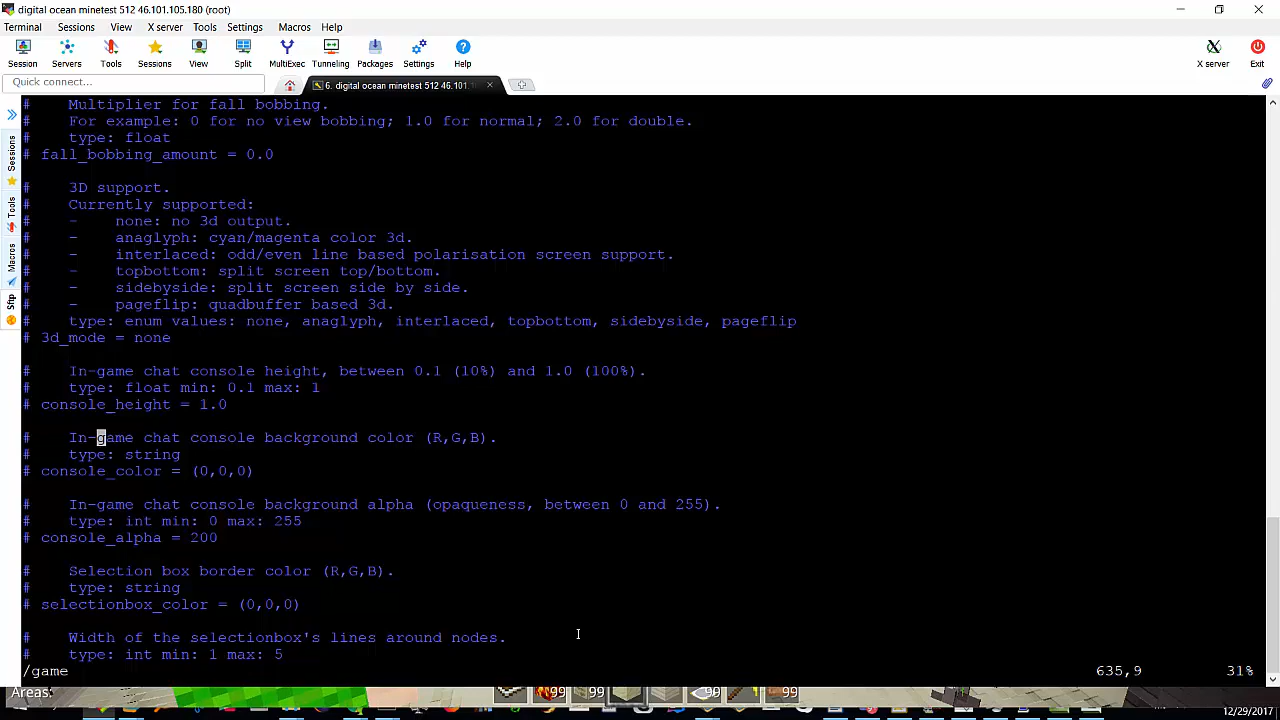 digital ocean minetest 512 46.101.105.180 (root)
Terminal Sessions View X server Tools Settings Macros Help
Session Servers Tools Sessions View Split MultiExec Tunneling Packages Settings Help X server Exit
Quick connect...
6. digital ocean minetest 512 46.101.1
Sessions
Tools
Macros
Sftp
# Multiplier for fall bobbing.
# For example: 0 for no view bobbing; 1.0 for normal; 2.0 for double.
# type: float
# fall_bobbing_amount = 0.0
# 3D support.
# Currently supported:
# - none: no 3d output.
# - anaglyph: cyan/magenta color 3d.
# - interlaced: odd/even line based polarisation screen support.
# - topbottom: split screen top/bottom.
# - sidebyside: split screen side by side.
# - pageflip: quadbuffer based 3d.
# type: enum values: none, anaglyph, interlaced, topbottom, sidebyside, pageflip
# 3d_mode = none
# In-game chat console height, between 0.1 (10%) and 1.0 (100%).
# type: float min: 0.1 max: 1
# console_height = 1.0
# In-game chat console background color (R,G,B).
# type: string
# console_color = (0,0,0)
# In-game chat console background alpha (opaqueness, between 0 and 255).
# type: int min: 0 max: 255
# console_alpha = 200
# Selection box border color (R,G,B).
# type: string
# selectionbox_color = (0,0,0)
# Width of the selectionbox's lines around nodes.
# type: int min: 1 max: 5
/game 635,9 31%
Areas: 99 99 99 99
12/29/2017